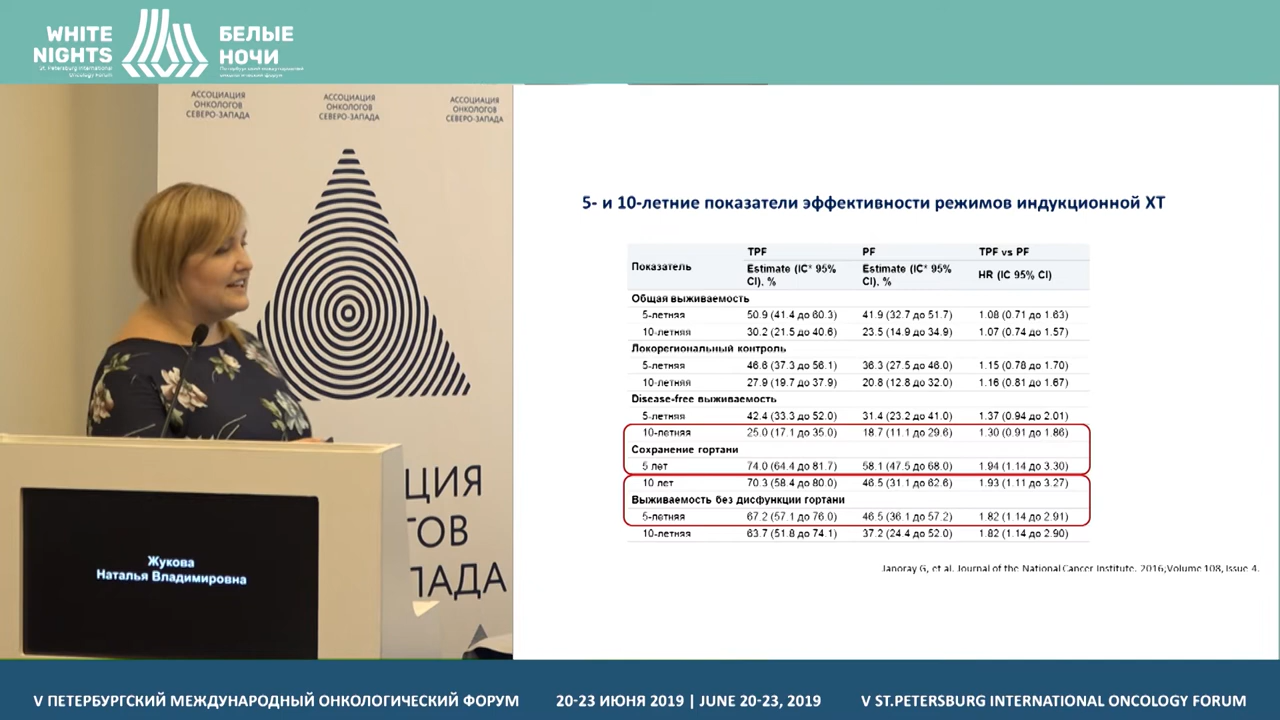 WHITE
NIGHTS
St. Petersburg International
Oncology Forum
БЕЛЫЕ
НОЧИ
Петербургский международный
онкологический форум
АССОЦИАЦИЯ
ОНКОЛОГОВ
СЕВЕРО-ЗАПАДА
АССОЦИАЦИЯ
ОНКОЛОГОВ
СЕВЕРО-ЗАПАДА
АССОЦИАЦИЯ
ОНКОЛОГОВ
СЕВЕРО-ЗАПАДА
ЦИЯ
ОВ
ПАДА
Жукова
Наталья Владимировна
5- и 10-летние показатели эффективности режимов индукционной ХТ
Показатель TPF PF TPF vs PF
Estimate (IC* 95% CI). % Estimate (IC* 95% CI). % HR (IC 95% CI)
Общая выживаемость
5-летняя 50.9 (41.4 до 60.3) 41.9 (32.7 до 51.7) 1.08 (0.71 до 1.63)
10-летняя 30.2 (21.5 до 40.6) 23.5 (14.9 до 34.9) 1.07 (0.74 до 1.57)
Локорегиональный контроль
5-летняя 46.6 (37.3 до 56.1) 36.3 (27.5 до 46.0) 1.15 (0.78 до 1.70)
10-летняя 27.9 (19.7 до 37.9) 20.8 (12.8 до 32.0) 1.16 (0.81 до 1.67)
Disease-free выживаемость
5-летняя 42.4 (33.3 до 52.0) 31.4 (23.2 до 41.0) 1.37 (0.94 до 2.01)
10-летняя 25.0 (17.1 до 35.0) 18.7 (11.1 до 29.6) 1.30 (0.91 до 1.86)
Сохранение гортани
5 лет 74.0 (64.4 до 81.7) 58.1 (47.5 до 68.0) 1.94 (1.14 до 3.30)
10 лет 70.3 (58.4 до 80.0) 46.5 (31.1 до 62.6) 1.93 (1.11 до 3.27)
Выживаемость без дисфункции гортани
5-летняя 67.2 (57.1 до 76.0) 46.5 (36.1 до 57.2) 1.82 (1.14 до 2.91)
10-летняя 63.7 (51.8 до 74.1) 37.2 (24.4 до 52.0) 1.82 (1.14 до 2.90)
Janoray G, et al. Journal of the National Cancer Institute. 2016;Volume 108, Issue 4.
V ПЕТЕРБУРГСКИЙ МЕЖДУНАРОДНЫЙ ОНКОЛОГИЧЕСКИЙ ФОРУМ 20-23 ИЮНЯ 2019 | JUNE 20-23, 2019 V ST.PETERSBURG INTERNATIONAL ONCOLOGY FORUM